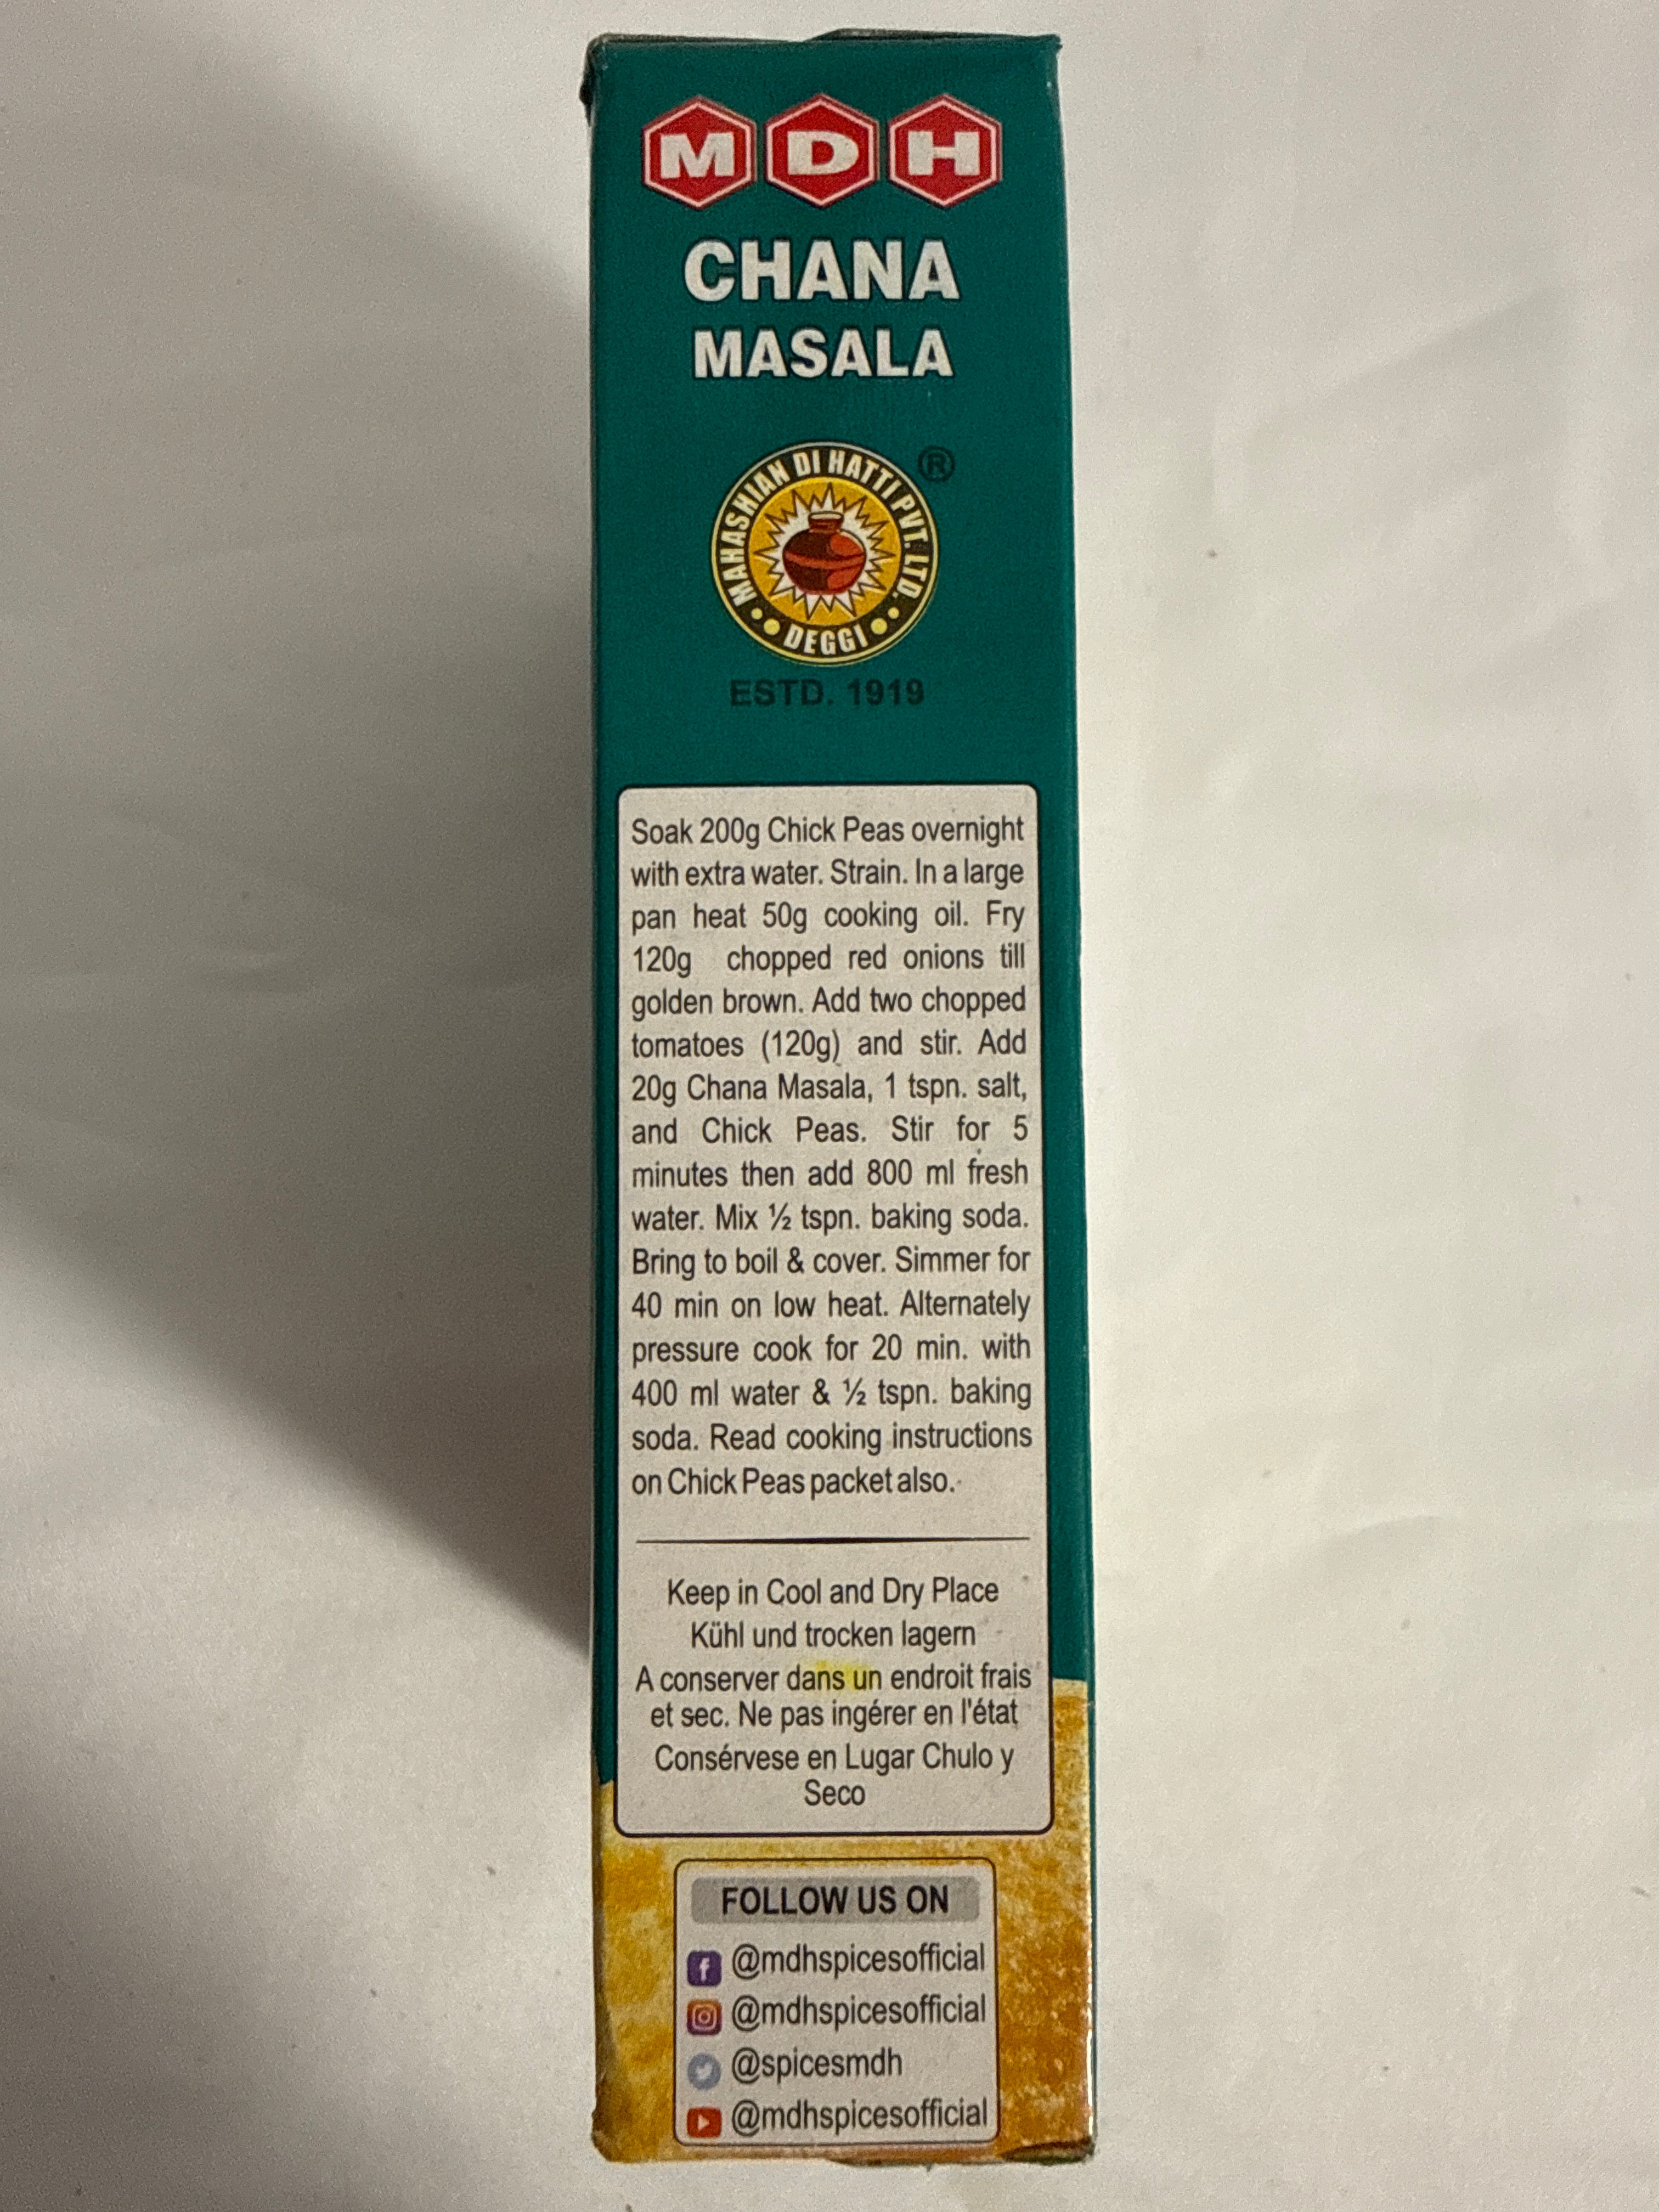 MDH
CHANA
MASALA
MAHASHIAN DI HATTI PVT. LTD. ®
DEGGI
ESTD. 1919
Soak 200g Chick Peas overnight
with extra water. Strain. In a large
pan heat 50g cooking oil. Fry
120g chopped red onions till
golden brown. Add two chopped
tomatoes (120g) and stir. Add
20g Chana Masala, 1 tspn. salt,
and Chick Peas. Stir for 5
minutes then add 800 ml fresh
water. Mix ½ tspn. baking soda.
Bring to boil & cover. Simmer for
40 min on low heat. Alternately
pressure cook for 20 min. with
400 ml water & ½ tspn. baking
soda. Read cooking instructions
on Chick Peas packet also.
Keep in Cool and Dry Place
Kühl und trocken lagern
A conserver dans un endroit frais
et sec. Ne pas ingérer en l'état
Consérvese en Lugar Chulo y
Seco
FOLLOW US ON
@mdhspicesofficial
@mdhspicesofficial
@spicesmdh
@mdhspicesofficial